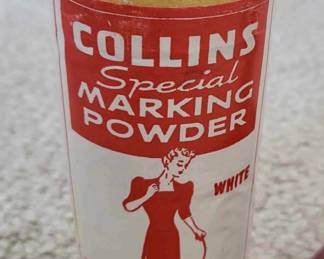 COLLINS
Special
MARKING
POWDER
WHITE